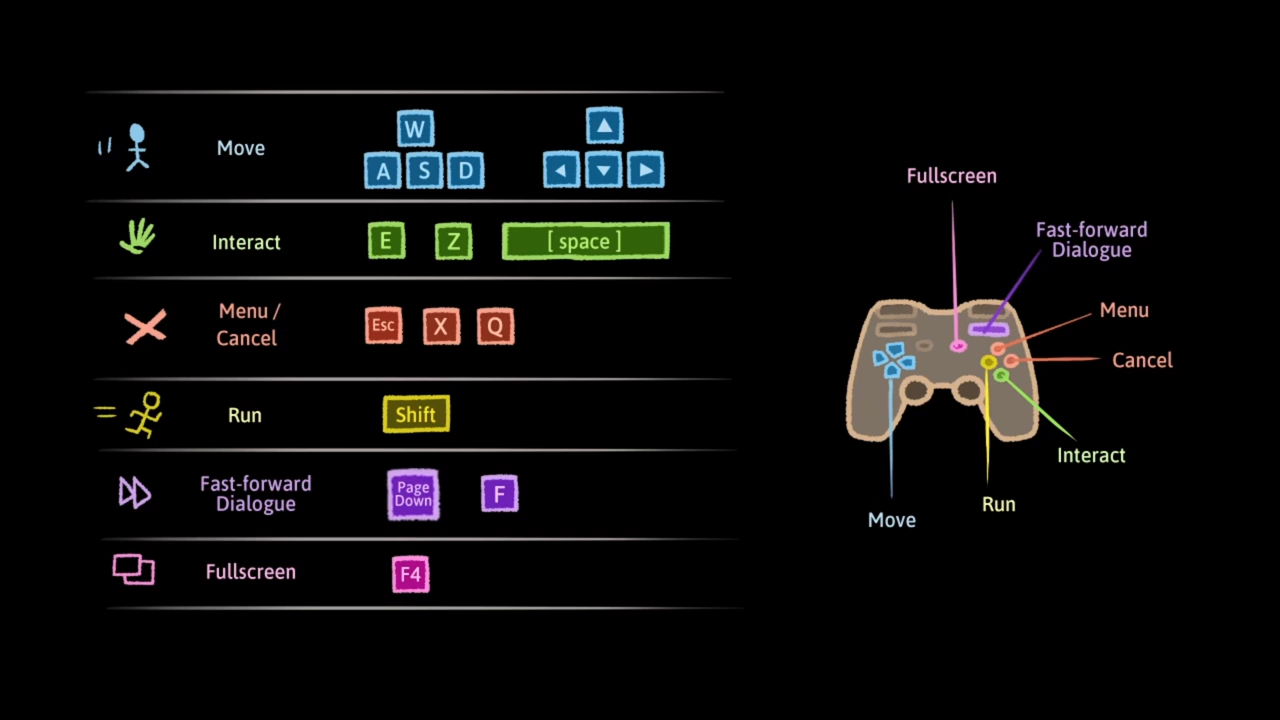 Move
W
A S D
▲
◀ ▼ ▶
Interact
E Z [ space ]
Menu /
Cancel
Esc X Q
Run
Shift
Fast-forward
Dialogue
Page
Down
F
Fullscreen
F4
Fullscreen
Fast-forward
Dialogue
Menu
Cancel
Interact
Run
Move